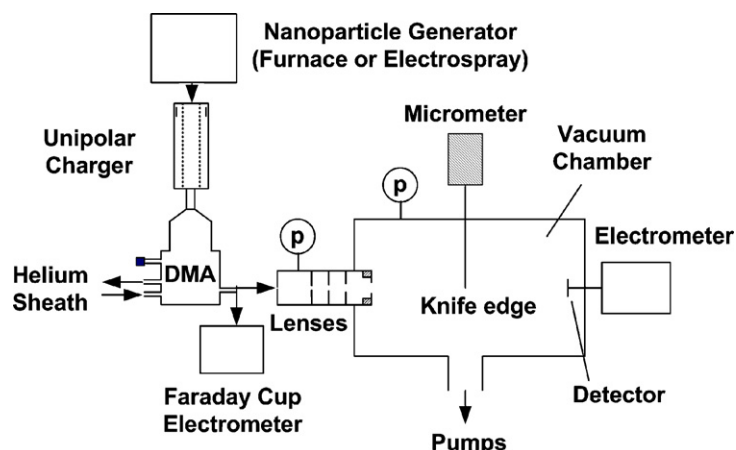 Nanoparticle Generator
(Furnace or Electrospray)
Unipolar
Charger
Micrometer
Vacuum
Chamber
p
p
Electrometer
Helium
Sheath
DMA
Lenses
Knife edge
Faraday Cup
Electrometer
Detector
Pumps